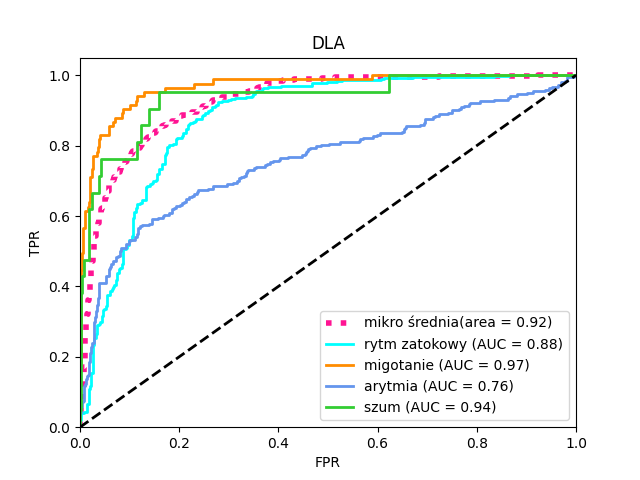 DLA
TPR
1.0
0.8
0.6
0.4
0.2
0.0
mikro średnia(area = 0.92)
rytm zatokowy (AUC = 0.88)
migotanie (AUC = 0.97)
arytmia (AUC = 0.76)
szum (AUC = 0.94)
0.0 0.2 0.4 0.6 0.8 1.0
FPR